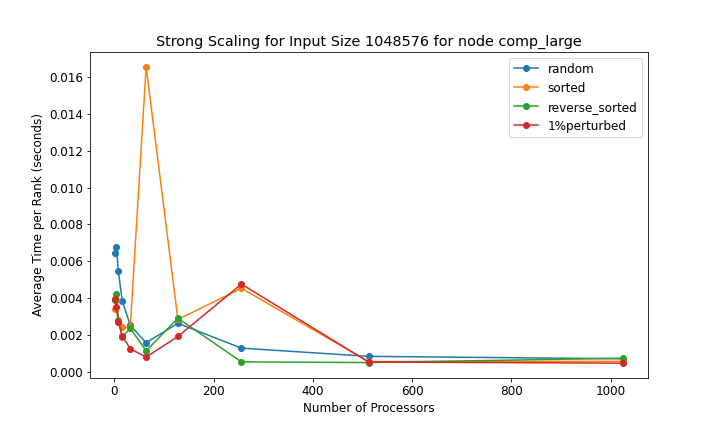 Strong Scaling for Input Size 1048576 for node comp_large
random
sorted
reverse_sorted
1%perturbed
Average Time per Rank (seconds)
0.016
0.014
0.012
0.010
0.008
0.006
0.004
0.002
0.000
0 200 400 600 800 1000
Number of Processors